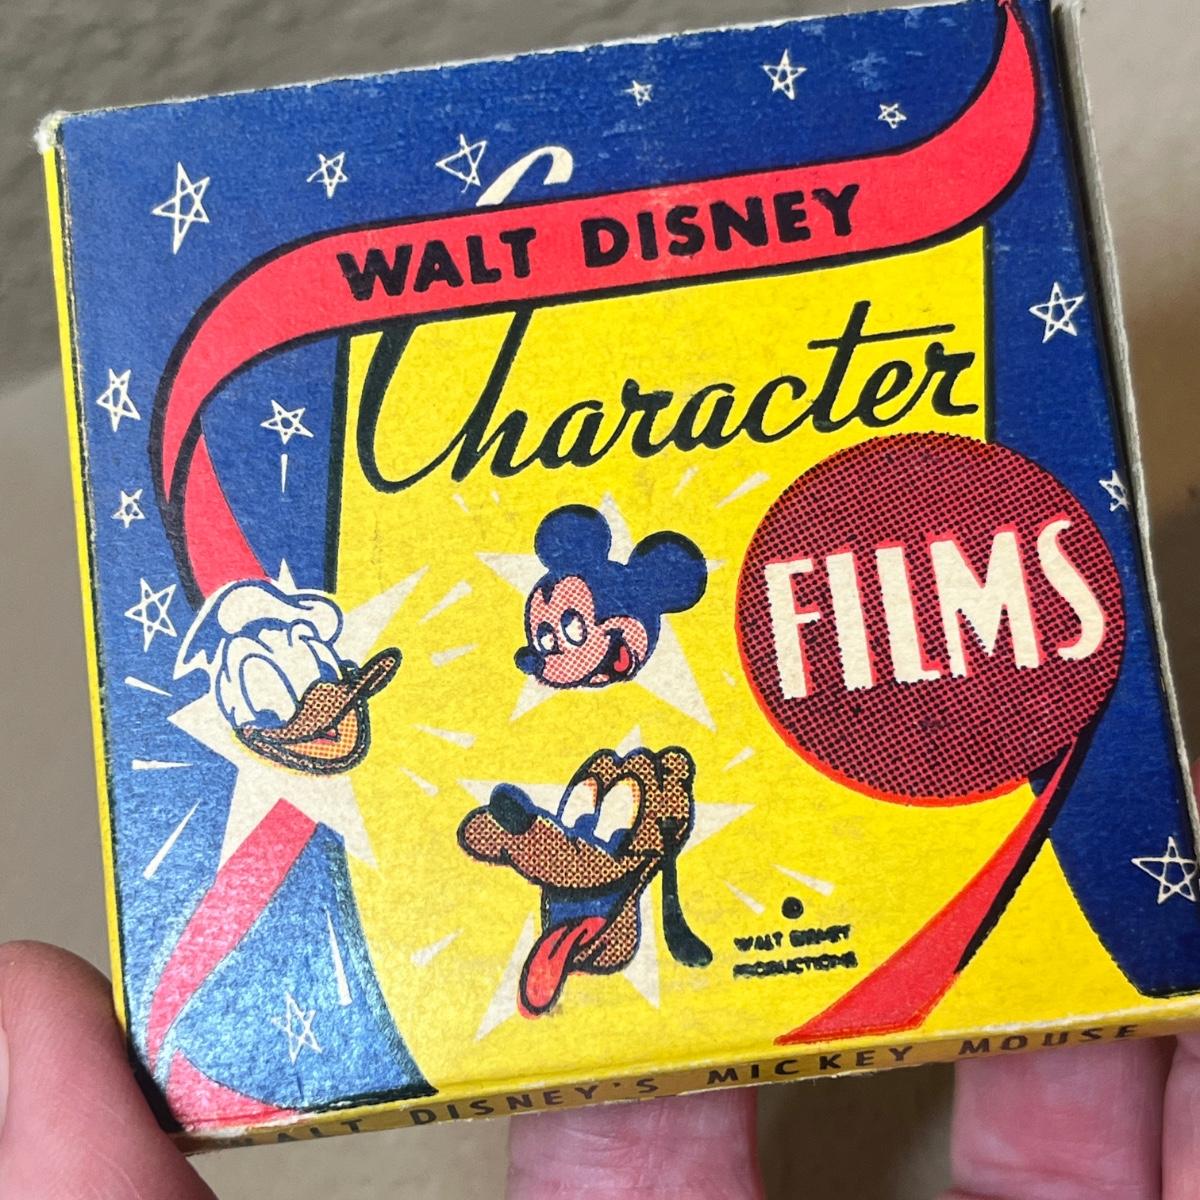 WALT DISNEY
Character
FILMS
WALT DISNEY
PRODUCTIONS
WALT DISNEY'S MICKEY MOUSE